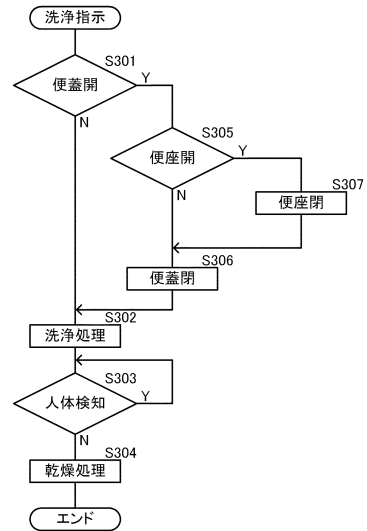 洗浄指示
S301
便蓋開
Y
N
S305
便座開
Y
N
S307
便座閉
S306
便蓋閉
S302
洗浄処理
S303
人体検知
Y
N
S304
乾燥処理
エンド